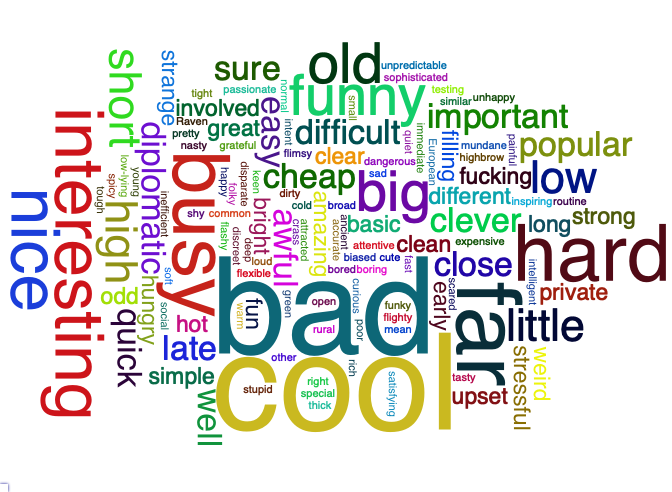 old
unpredictable
sure
sophisticated
short
strange
tight
passionate
normal
funny
testing
similar
unhappy
involved
small
important
Raven
great
easy
intent
difficult
quiet
immediate
pretty
nasty
grateful
flimsy
clear
dangerous
European
filling
mundane
highbrow
painful
popular
interesting
diplomatic
low-lying
young
spicy
tough
inefficient
busy
happy
folky
disparate
keen
cheap
sad
big
fucking
low
nice
high
shy
common
bright
dirty
cold
broad
different
inspiring
routine
flashy
discreet
deep
loud
awful
crass
attracted
amazing
accurate
ancient
basic
clever
long
strong
attentive
clean
expensive
hard
biased
cute
fast
close
scared
intelligent
odd
hungry
soft
social
flexible
bored
boring
private
quick
hot
bad
fun
warm
green
open
rural
curious
poor
funky
flighty
mean
early
far
little
late
other
rich
simple
well
cool
stupid
right
special
thick
satisfying
tasty
upset
stressful
weird